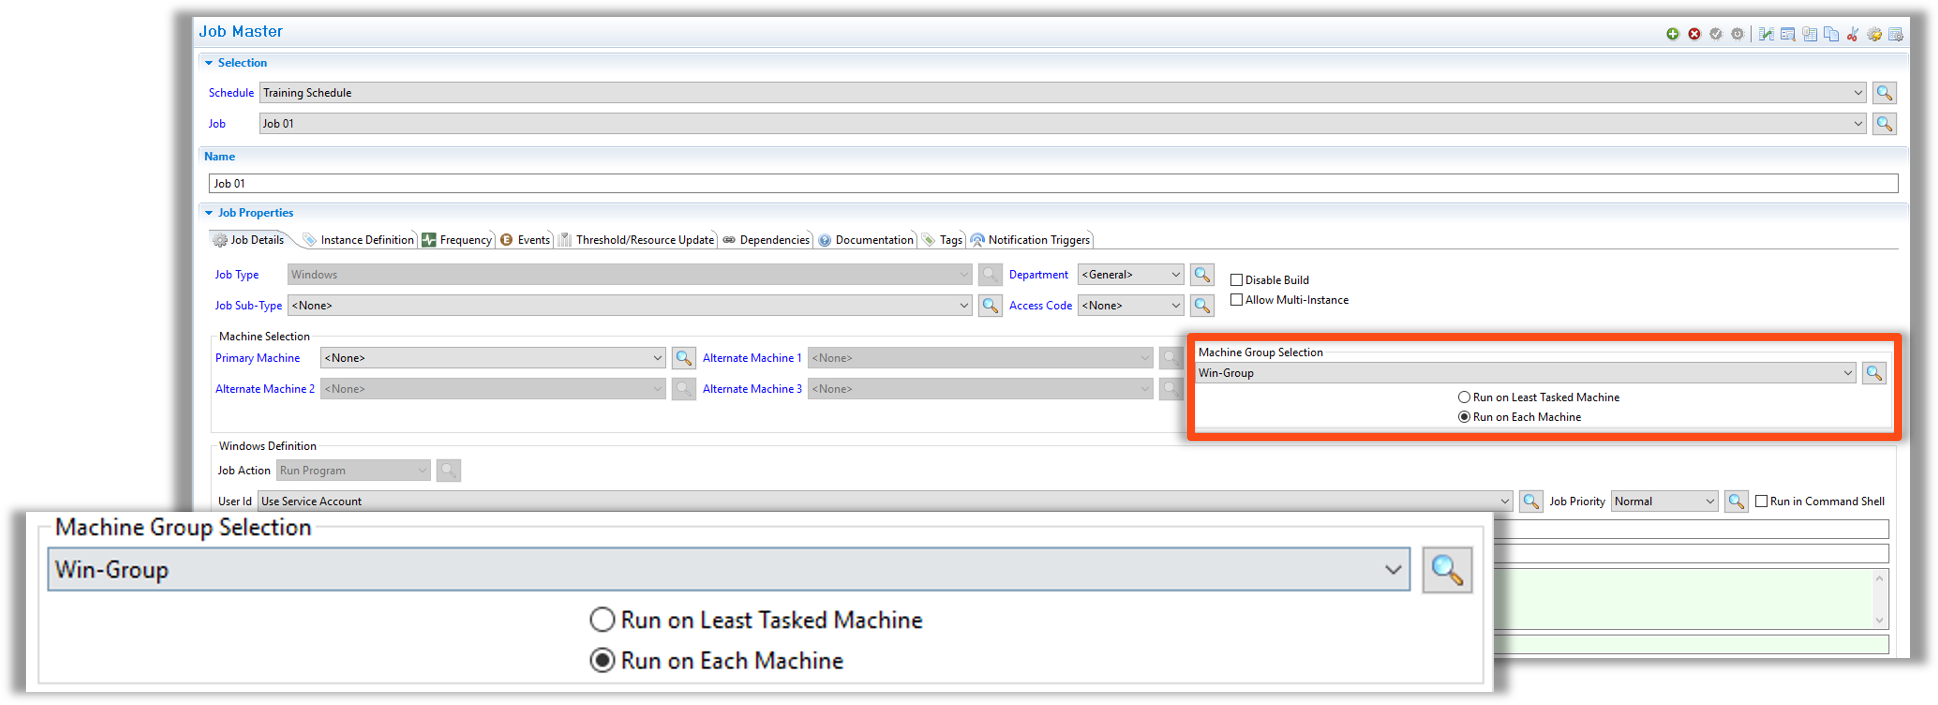 Job Master
Selection
Schedule Training Schedule
Job Job 01
Name
Job 01
Job Properties
Job Details Instance Definition Frequency Events Threshold/Resource Update Dependencies Documentation Tags Notification Triggers
Job Type Windows Department <General> Disable Build
Job Sub-Type <None> Access Code <None> Allow Multi-Instance
Machine Selection
Primary Machine <None> Alternate Machine 1 <None>
Alternate Machine 2 <None> Alternate Machine 3 <None>
Machine Group Selection
Win-Group
Run on Least Tasked Machine
Run on Each Machine
Windows Definition
Job Action Run Program
User Id Use Service Account Job Priority Normal Run in Command Shell
Machine Group Selection
Win-Group
Run on Least Tasked Machine
Run on Each Machine